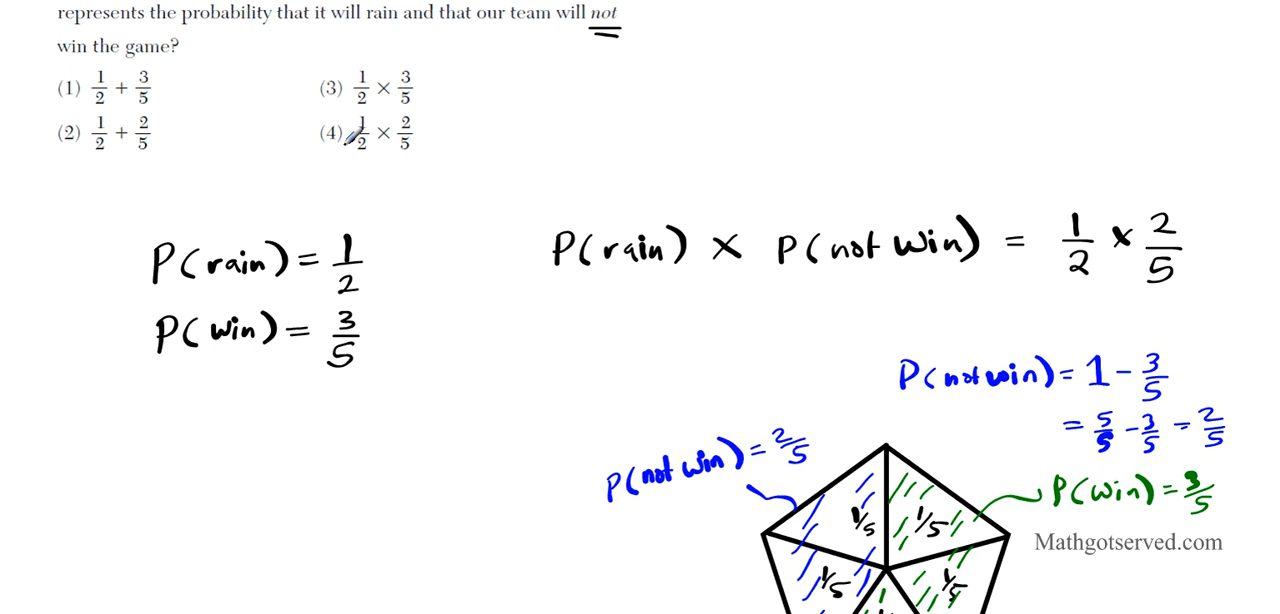 represents the probability that it will rain and that our team will not
win the game?
(1) 1/2 + 3/5 (3) 1/2 × 3/5
(2) 1/2 + 2/5 (4) 1/2 × 2/5
P(rain) = 1/2
P(win) = 3/5
P(rain) × P(not win) = 1/2 × 2/5
P(not win) = 1 - 3/5
= 5/5 - 3/5 = 2/5
P(not win) = 2/5
P(win) = 3/5
1/5 1/5
Mathgotserved.com
1/5 1/5